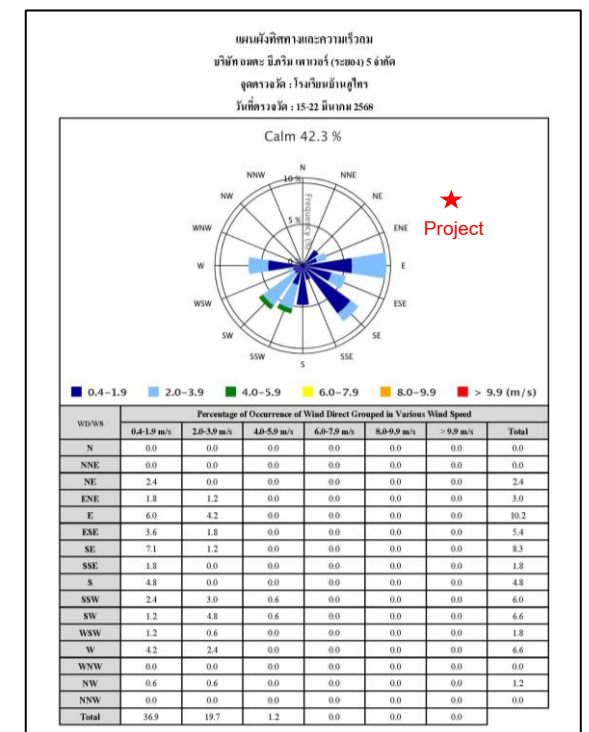 แผนผังทิศทางและความเร็วลม
บริษัท อมตะ บี.กริม เพาเวอร์ (ระยอง) 5 จำกัด
จุดตรวจวัด : โรงเรียนบ้านภูไทร
วันที่ตรวจวัด : 15-22 มีนาคม 2568
Calm 42.3 %
N
NNW NNE
10 %
NW NE
Frequency (%)
5 %
WNW ENE
0 %
W E
WSW ESE
SW SE
SSW SSE
S
★
Project
0.4-1.9 2.0-3.9 4.0-5.9 6.0-7.9 8.0-9.9 > 9.9 (m/s)
WD/WS Percentage of Occurrence of Wind Direct Grouped in Various Wind Speed
0.4-1.9 m/s 2.0-3.9 m/s 4.0-5.9 m/s 6.0-7.9 m/s 8.0-9.9 m/s > 9.9 m/s Total
N 0.0 0.0 0.0 0.0 0.0 0.0 0.0
NNE 0.0 0.0 0.0 0.0 0.0 0.0 0.0
NE 2.4 0.0 0.0 0.0 0.0 0.0 2.4
ENE 1.8 1.2 0.0 0.0 0.0 0.0 3.0
E 6.0 4.2 0.0 0.0 0.0 0.0 10.2
ESE 3.6 1.8 0.0 0.0 0.0 0.0 5.4
SE 7.1 1.2 0.0 0.0 0.0 0.0 8.3
SSE 1.8 0.0 0.0 0.0 0.0 0.0 1.8
S 4.8 0.0 0.0 0.0 0.0 0.0 4.8
SSW 2.4 3.0 0.6 0.0 0.0 0.0 6.0
SW 1.2 4.8 0.6 0.0 0.0 0.0 6.6
WSW 1.2 0.6 0.0 0.0 0.0 0.0 1.8
W 4.2 2.4 0.0 0.0 0.0 0.0 6.6
WNW 0.0 0.0 0.0 0.0 0.0 0.0 0.0
NW 0.6 0.6 0.0 0.0 0.0 0.0 1.2
NNW 0.0 0.0 0.0 0.0 0.0 0.0 0.0
Total 36.9 19.7 1.2 0.0 0.0 0.0